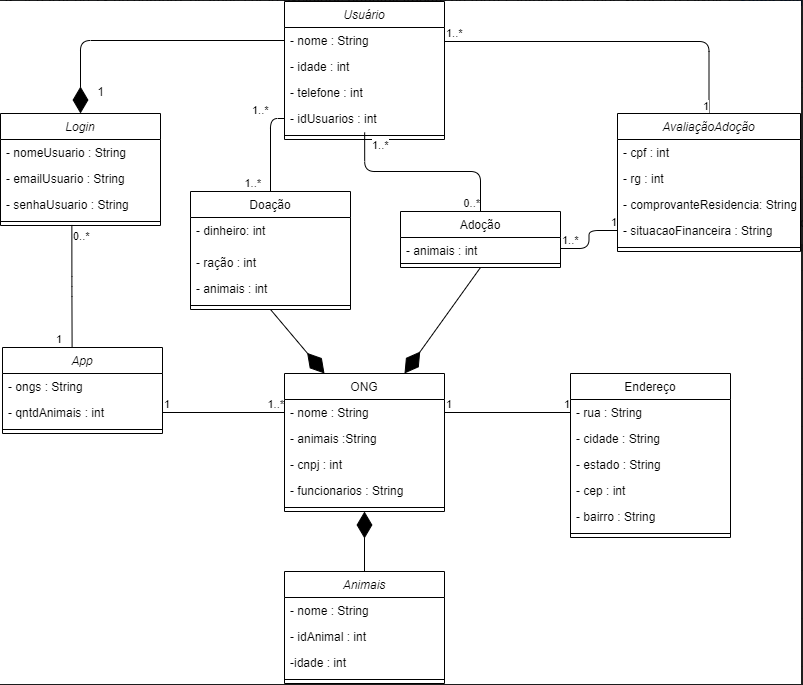 Usuário
- nome : String
- idade : int
- telefone : int
- idUsuarios : int
1..*
1
1..*
1..*
1
Login
- nomeUsuario : String
- emailUsuario : String
- senhaUsuario : String
AvaliaçãoAdoção
- cpf : int
- rg : int
- comprovanteResidencia: String
- situacaoFinanceira : String
1..*
0..*
Doação
- dinheiro: int
- ração : int
- animais : int
Adoção
- animais : int
1
1..*
0..*
1
App
- ongs : String
- qntdAnimais : int
1
1..*
ONG
- nome : String
- animais :String
- cnpj : int
- funcionarios : String
1
1
Endereço
- rua : String
- cidade : String
- estado : String
- cep : int
- bairro : String
Animais
- nome : String
- idAnimal : int
-idade : int